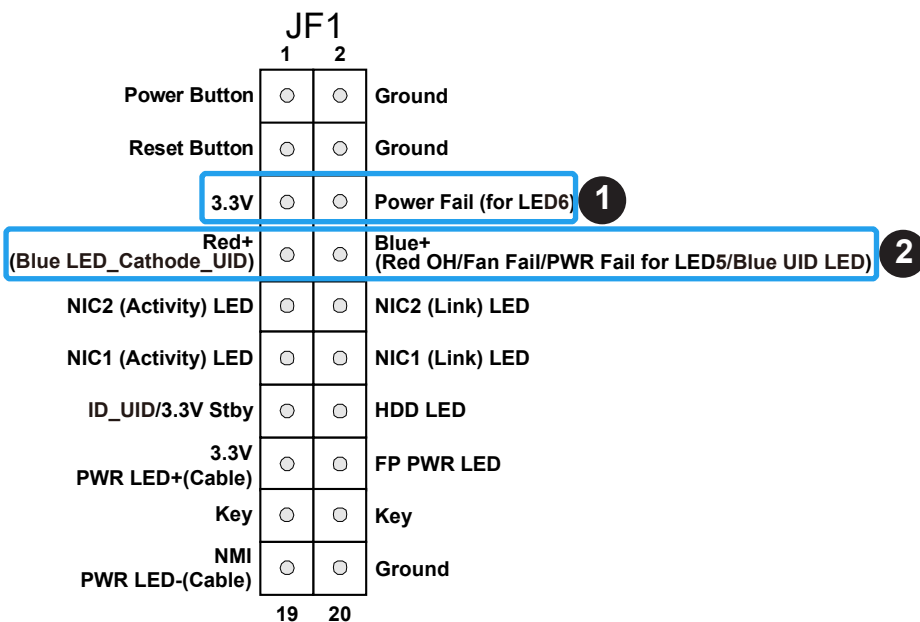 JF1
1 2
Power Button Ground
Reset Button Ground
3.3V Power Fail (for LED6) 1
Red+ Blue+
(Blue LED_Cathode_UID) (Red OH/Fan Fail/PWR Fail for LED5/Blue UID LED) 2
NIC2 (Activity) LED NIC2 (Link) LED
NIC1 (Activity) LED NIC1 (Link) LED
ID_UID/3.3V Stby HDD LED
3.3V
PWR LED+(Cable) FP PWR LED
Key Key
NMI
PWR LED-(Cable) Ground
19 20